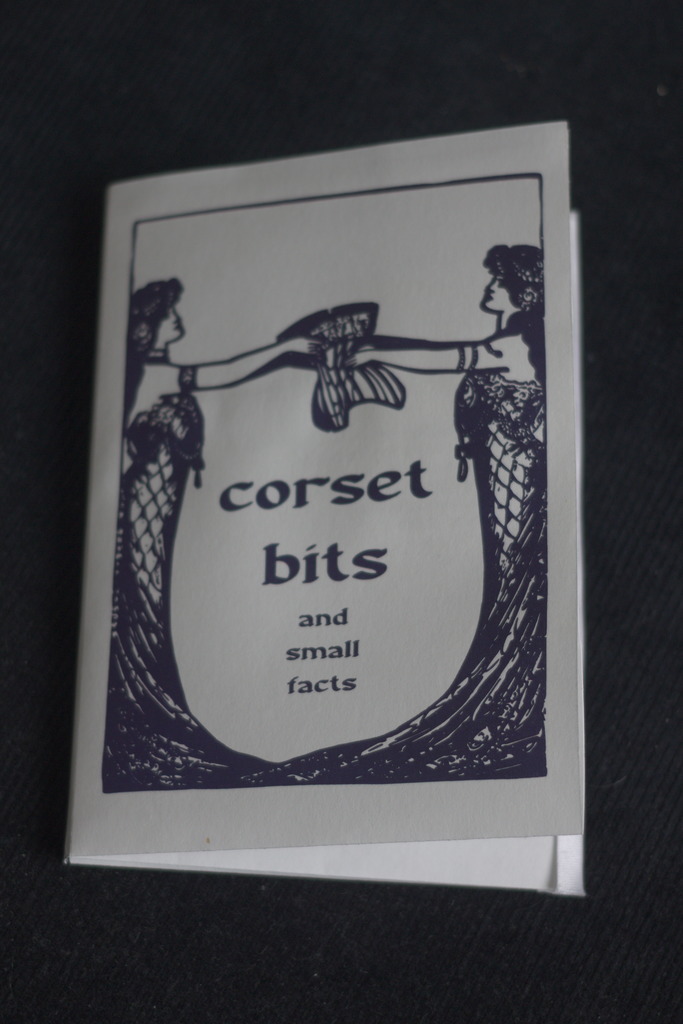 corset
bits
and
small
facts